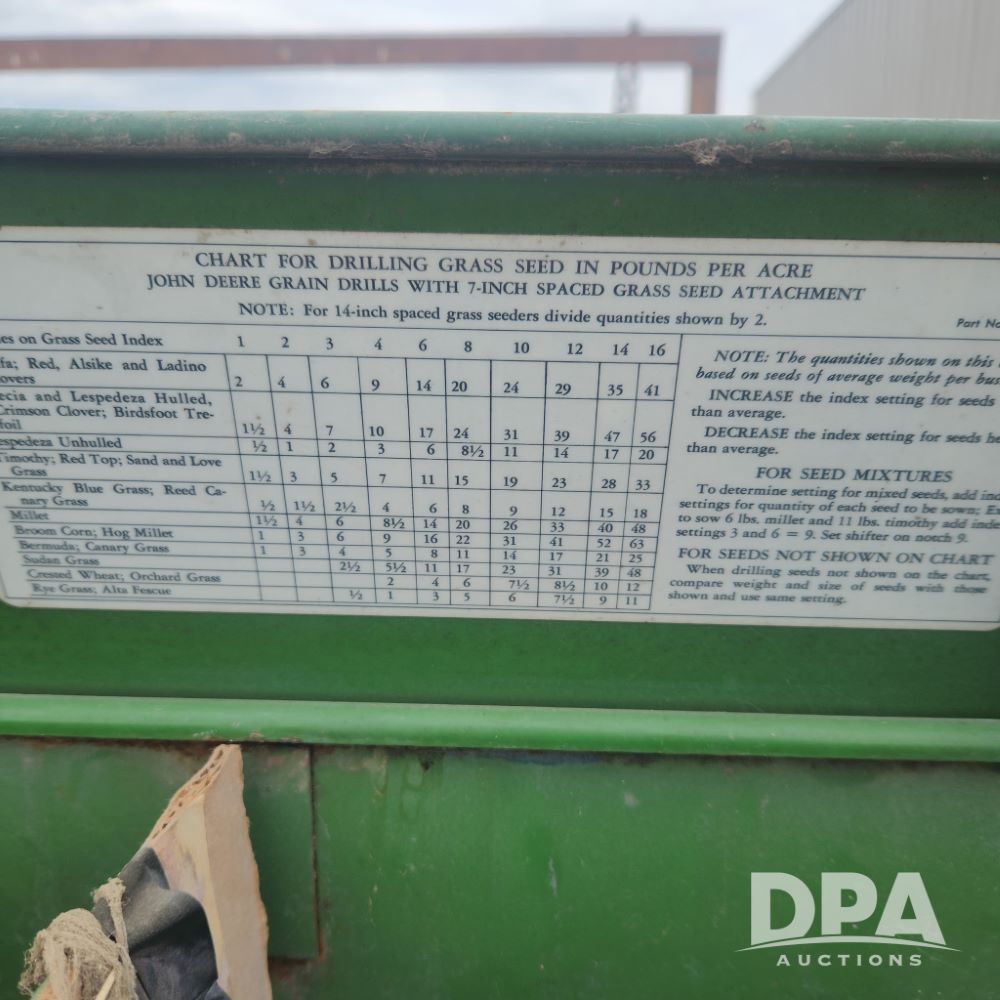 CHART FOR DRILLING GRASS SEED IN POUNDS PER ACRE
JOHN DEERE GRAIN DRILLS WITH 7-INCH SPACED GRASS SEED ATTACHMENT
NOTE: For 14-inch spaced grass seeders divide quantities shown by 2.
Part No
es on Grass Seed Index 1 2 3 4 6 8 10 12 14 16
fa; Red, Alsike and Ladino
overs 2 4 6 9 14 20 24 29 35 41
ecia and Lespedeza Hulled,
Crimson Clover; Birdsfoot Tre-
foil 1½ 4 7 10 17 24 31 39 47 56
espedeza Unhulled ½ 1 2 3 6 8½ 11 14 17 20
Timothy; Red Top; Sand and Love
Grass 1½ 3 5 7 11 15 19 23 28 33
Kentucky Blue Grass; Reed Ca-
nary Grass ½ 1½ 2½ 4 6 8 9 12 15 18
Millet 1½ 4 6 8½ 14 20 26 33 40 48
Broom Corn; Hog Millet 1 3 6 9 16 22 31 41 52 63
Bermuda; Canary Grass 1 3 4 5 8 11 14 17 21 25
Sudan Grass 2½ 5½ 11 17 23 31 39 48
Crested Wheat; Orchard Grass 2 4 6 7½ 8½ 10 12
Rye Grass; Alta Fescue ½ 1 3 5 6 7½ 9 11
NOTE: The quantities shown on this
based on seeds of average weight per bus
INCREASE the index setting for seeds
than average.
DECREASE the index setting for seeds he
than average.
FOR SEED MIXTURES
To determine setting for mixed seeds, add ind
settings for quantity of each seed to be sown; Ex
to sow 6 lbs. millet and 11 lbs. timothy add inde
settings 3 and 6 = 9. Set shifter on notch 9.
FOR SEEDS NOT SHOWN ON CHART
When drilling seeds not shown on the chart,
compare weight and size of seeds with those
shown and use same setting.
DPA
AUCTIONS